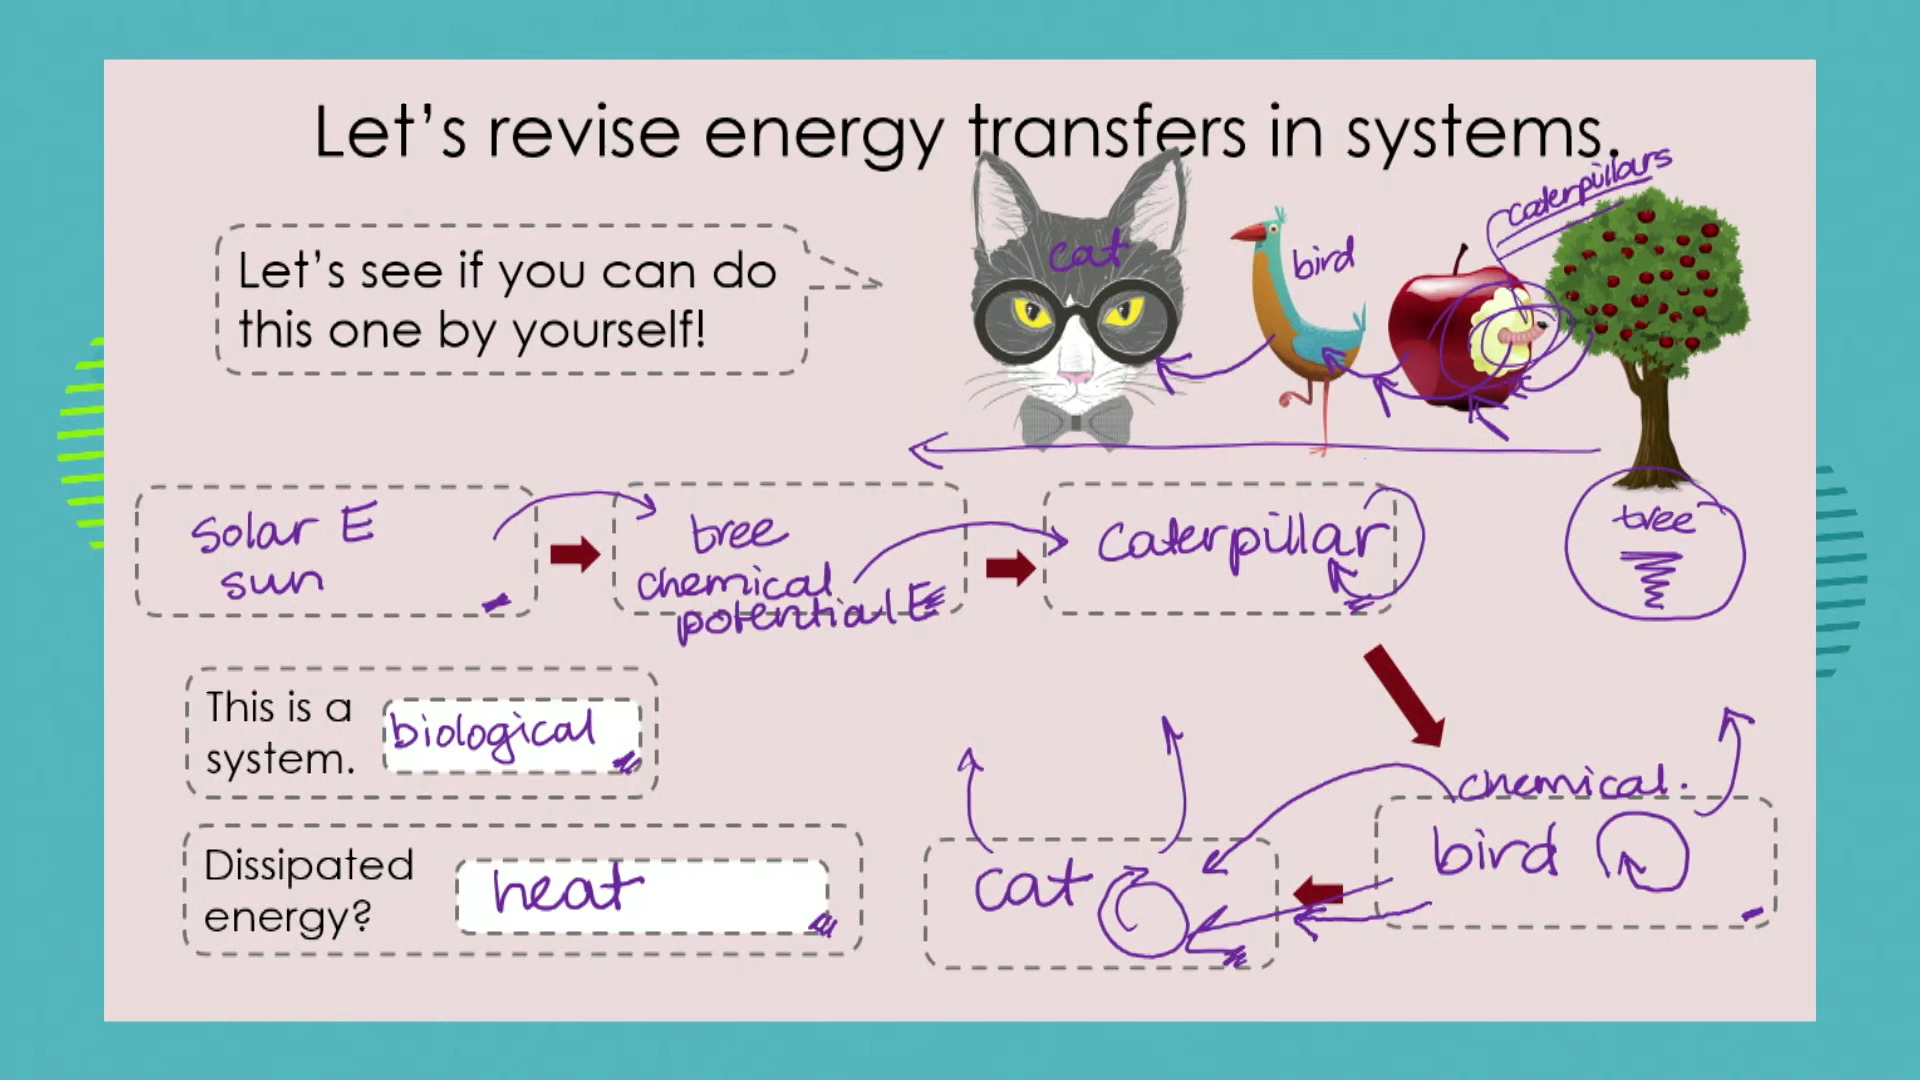 Let's revise energy transfers in systems.
caterpillars
Let's see if you can do
this one by yourself!
cat
bird
tree
solar E
sun
tree
chemical
potential E
caterpillar
This is a
system.
biological
chemical.
bird
cat
Dissipated
energy?
heat